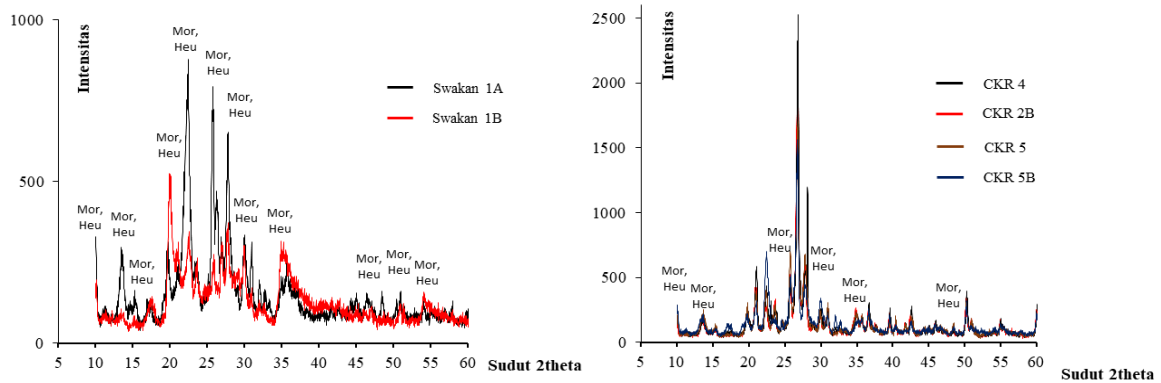 1000
500
0
Intensitas
Mor,
Heu
Mor,
Heu
Mor,
Heu
Mor,
Heu
Mor,
Heu
Mor,
Heu
Mor,
Heu
Mor,
Heu
Mor,
Heu
Mor,
Heu
Mor,
Heu
Mor,
Heu
Swakan 1A
Swakan 1B
5 10 15 20 25 30 35 40 45 50 55 60
Sudut 2theta
2500
2000
1500
1000
500
0
Intensitas
Mor,
Heu
Mor,
Heu
Mor,
Heu
Mor,
Heu
Mor,
Heu
Mor,
Heu
CKR 4
CKR 2B
CKR 5
CKR 5B
5 10 15 20 25 30 35 40 45 50 55 60
Sudut 2theta